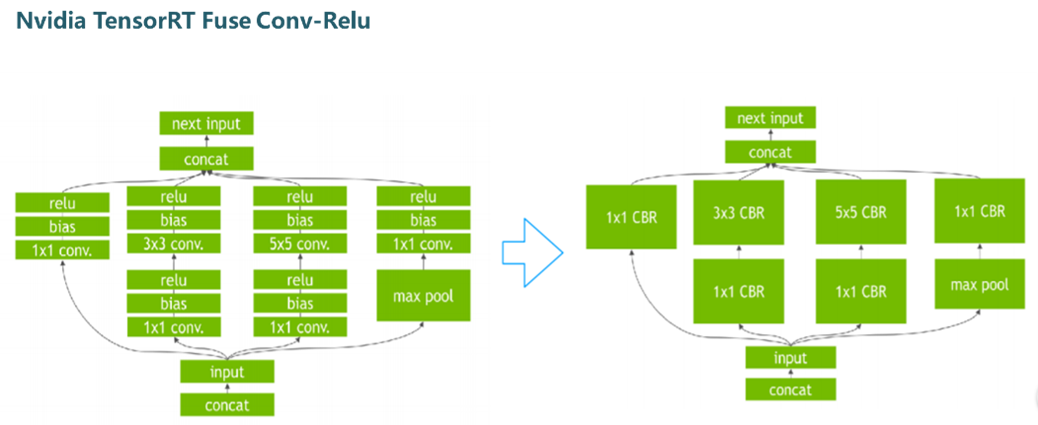 Nvidia TensorRT Fuse Conv-Relu
next input
concat
relu
bias
1x1 conv.
relu
bias
3x3 conv.
relu
bias
1x1 conv.
relu
bias
5x5 conv.
relu
bias
1x1 conv.
relu
bias
1x1 conv.
max pool
input
concat
next input
concat
1x1 CBR
3x3 CBR
1x1 CBR
5x5 CBR
1x1 CBR
1x1 CBR
max pool
input
concat